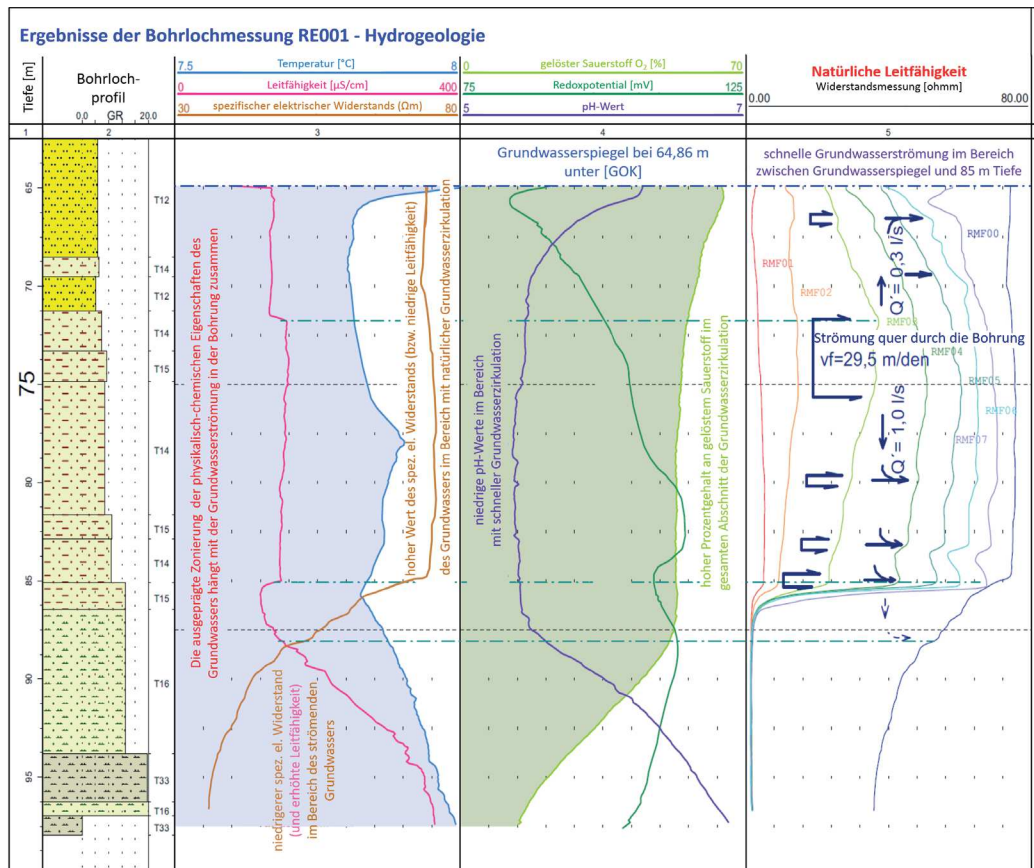 Ergebnisse der Bohrlochmessung RE001 - Hydrogeologie
Tiefe [m]
Bohrloch-
profil
0.0 GR 20.0
7.5 Temperatur [°C] 8
0 Leitfähigkeit [µS/cm] 400
30 spezifischer elektrischer Widerstands (Ωm) 80
0 gelöster Sauerstoff O₂ [%] 70
75 Redoxpotential [mV] 125
5 pH-Wert 7
Natürliche Leitfähigkeit
Widerstandsmessung [ohmm]
0.00 80.00
1 2 3 4 5
65
70
75
80
85
90
95
T12
T14
T12
T14
T15
T14
T15
T14
T15
T16
T33
T16
T33
Die ausgeprägte Zonierung der physikalisch-chemischen Eigenschaften des
Grundwassers hängt mit der Grundwasserströmung in der Bohrung zusammen
hoher Wert des spez. el. Widerstands (bzw. niedrige Leitfähigkeit)
des Grundwassers im Bereich mit natürlicher Grundwasserzirkulation
niedrigerer spez. el. Widerstand
(und erhöhte Leitfähigkeit)
im Bereich des strömenden
Grundwassers
Grundwasserspiegel bei 64,86 m
unter [GOK]
niedrige pH-Werte im Bereich
mit schneller Grundwasserzirkulation
hoher Prozentgehalt an gelöstem Sauerstoff im
gesamten Abschnitt der Grundwasserzirkulation
schnelle Grundwasserströmung im Bereich
zwischen Grundwasserspiegel und 85 m Tiefe
RMF00
RMF01
RMF02
RMF03
RMF04
RMF05
RMF06
RMF07
Q´= 0,3 l/s
Strömung quer durch die Bohrung
vf=29,5 m/den
Q´= 1,0 l/s